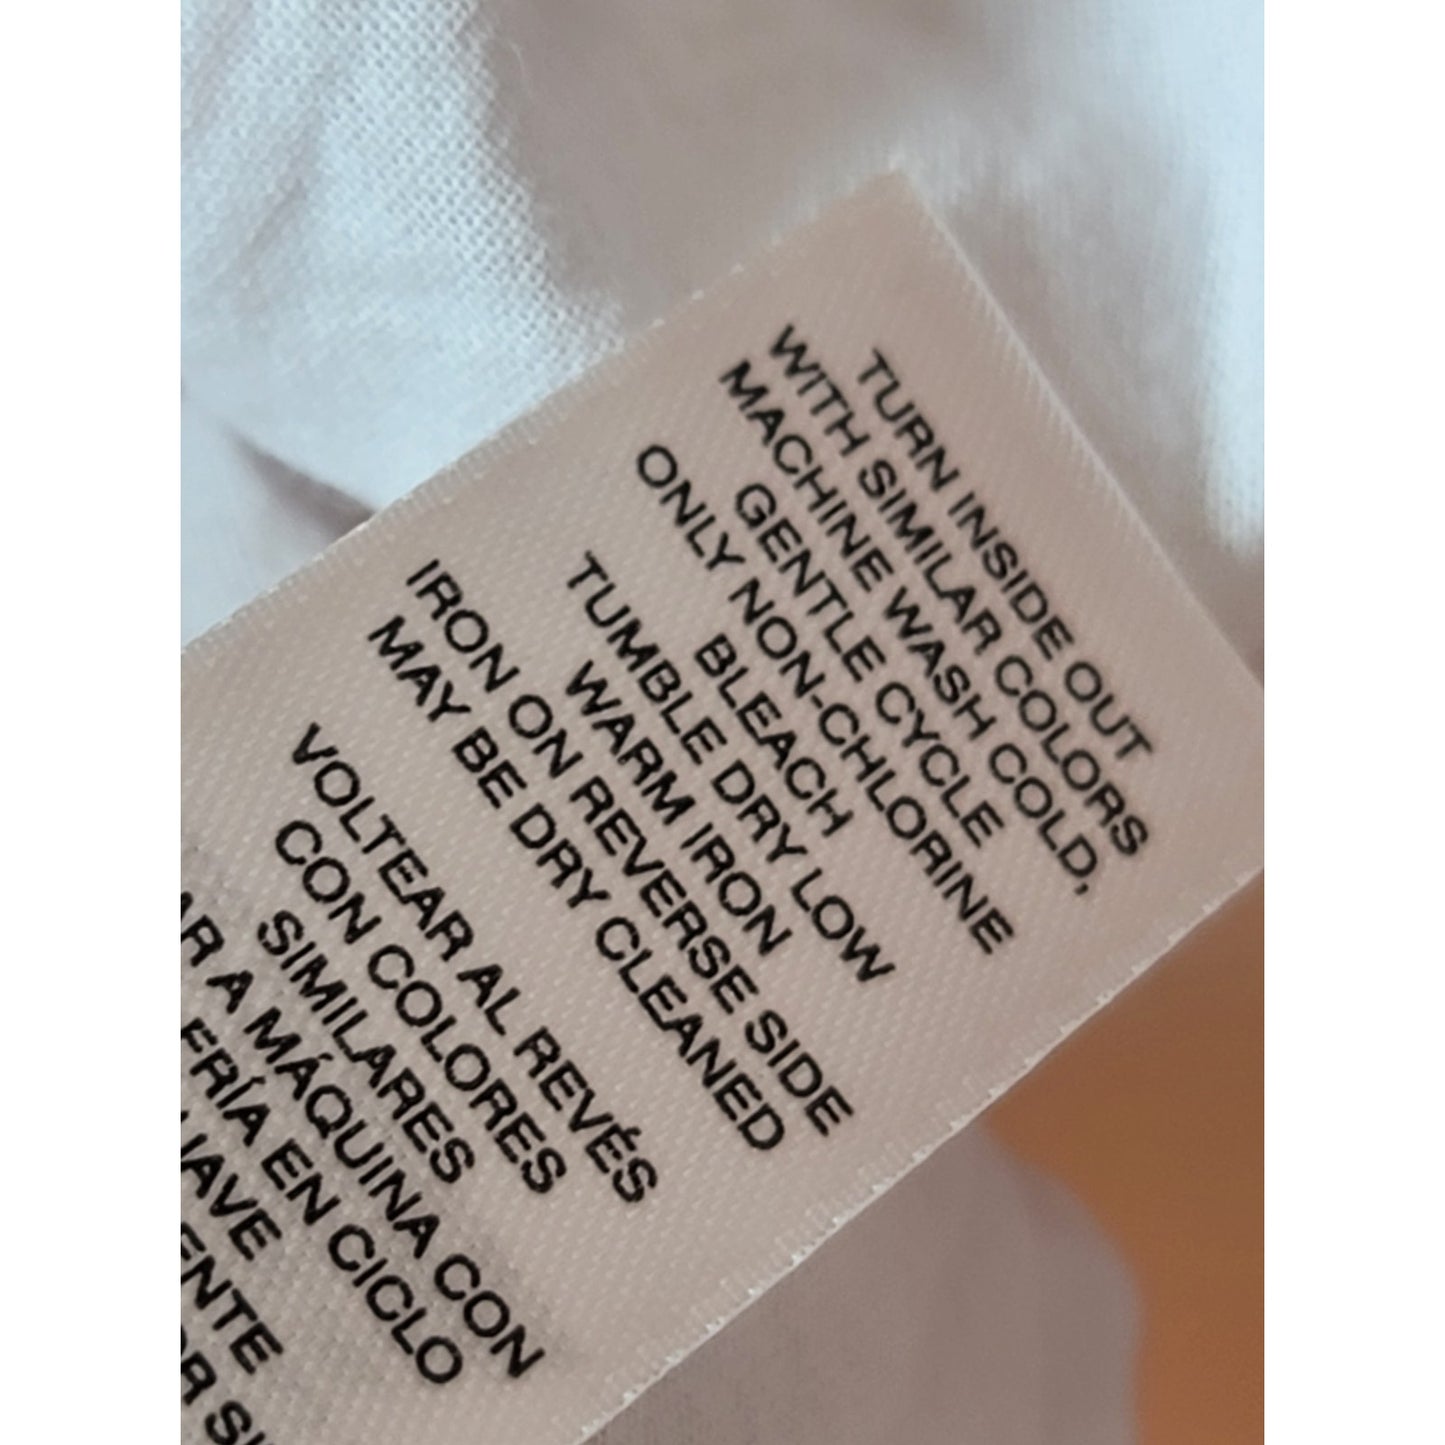 TURN INSIDE OUT
WITH SIMILAR COLORS
MACHINE WASH COLD,
GENTLE CYCLE
ONLY NON-CHLORINE
BLEACH
TUMBLE DRY LOW
WARM IRON
IRON ON REVERSE SIDE
MAY BE DRY CLEANED
VOLTEAR AL REVÉS
CON COLORES
SIMILARES
A MÁQUINA CON
FRÍA EN CICLO